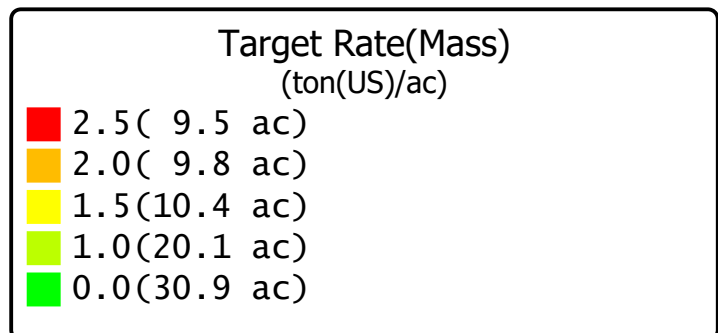 Target Rate(Mass)
(ton(US)/ac)
2.5( 9.5 ac)
2.0( 9.8 ac)
1.5(10.4 ac)
1.0(20.1 ac)
0.0(30.9 ac)